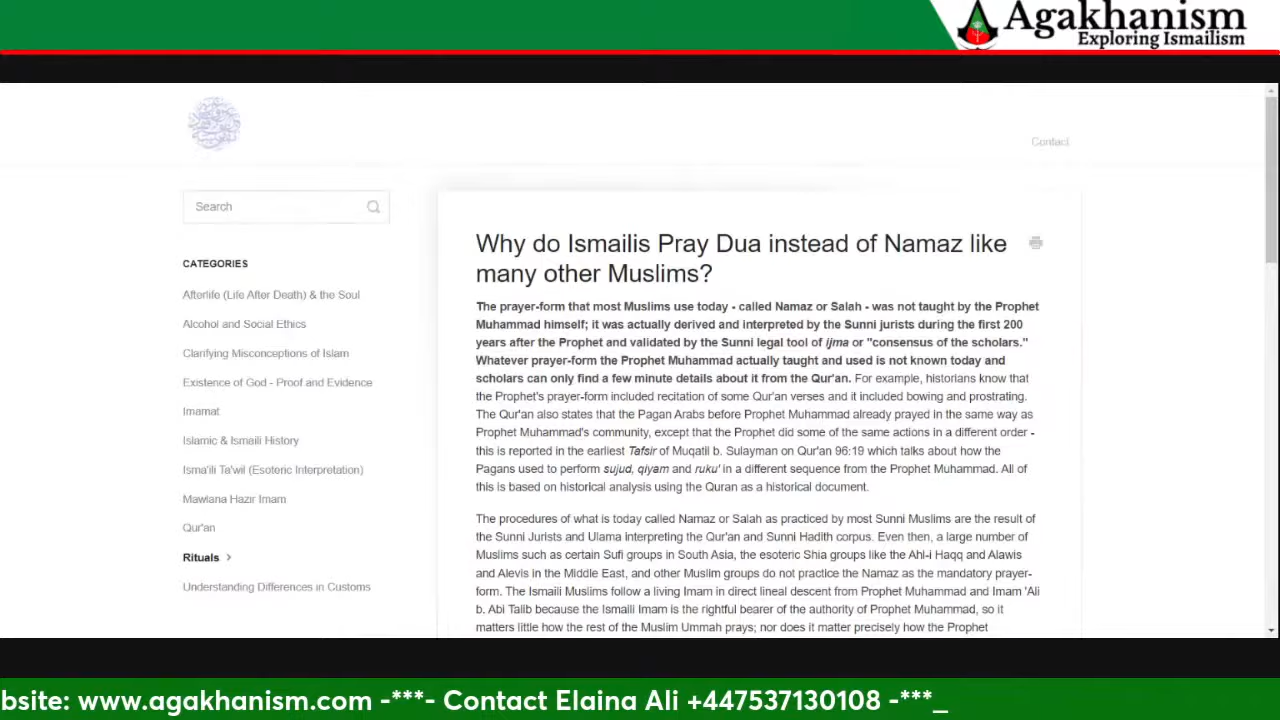 Agakhanism
Exploring Ismailism
Contact
Search
CATEGORIES
Afterlife (Life After Death) & the Soul
Alcohol and Social Ethics
Clarifying Misconceptions of Islam
Existence of God - Proof and Evidence
Imamat
Islamic & Ismaili History
Isma'ili Ta'wil (Esoteric Interpretation)
Mawlana Hazir Imam
Qur'an
Rituals
Understanding Differences in Customs
Why do Ismailis Pray Dua instead of Namaz like
many other Muslims?
The prayer-form that most Muslims use today - called Namaz or Salah - was not taught by the Prophet
Muhammad himself; it was actually derived and interpreted by the Sunni jurists during the first 200
years after the Prophet and validated by the Sunni legal tool of ijma or "consensus of the scholars."
Whatever prayer-form the Prophet Muhammad actually taught and used is not known today and
scholars can only find a few minute details about it from the Qur'an. For example, historians know that
the Prophet's prayer-form included recitation of some Qur'an verses and it included bowing and prostrating.
The Qur'an also states that the Pagan Arabs before Prophet Muhammad already prayed in the same way as
Prophet Muhammad's community, except that the Prophet did some of the same actions in a different order -
this is reported in the earliest Tafsir of Muqatil b. Sulayman on Qur'an 96:19 which talks about how the
Pagans used to perform sujud, qiyam and ruku' in a different sequence from the Prophet Muhammad. All of
this is based on historical analysis using the Quran as a historical document.
The procedures of what is today called Namaz or Salah as practiced by most Sunni Muslims are the result of
the Sunni Jurists and Ulama interpreting the Qur'an and Sunni Hadith corpus. Even then, a large number of
Muslims such as certain Sufi groups in South Asia, the esoteric Shia groups like the Ahl-i Haqq and Alawis
and Alevis in the Middle East, and other Muslim groups do not practice the Namaz as the mandatory prayer-
form. The Ismaili Muslims follow a living Imam in direct lineal descent from Prophet Muhammad and Imam 'Ali
b. Abi Talib because the Ismaili Imam is the rightful bearer of the authority of Prophet Muhammad, so it
matters little how the rest of the Muslim Ummah prays; nor does it matter precisely how the Prophet
bsite: www.agakhanism.com -***- Contact Elaina Ali +447537130108 -***_